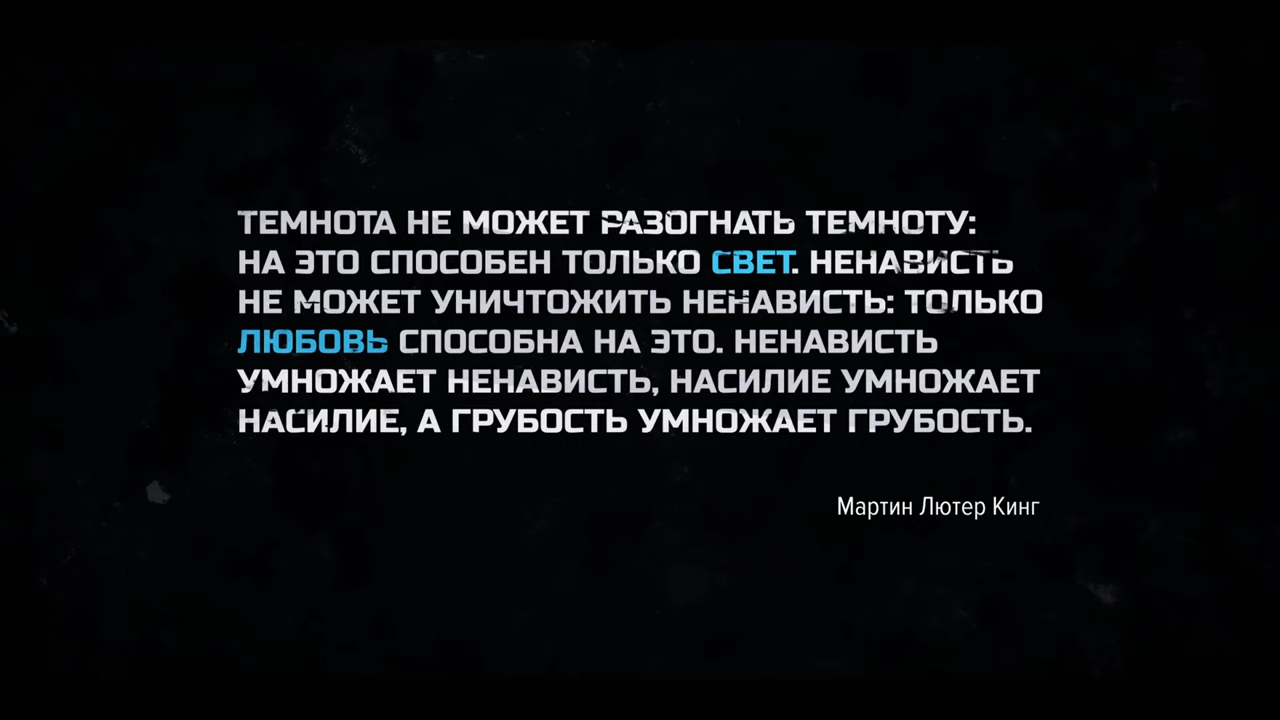 ТЕМНОТА НЕ МОЖЕТ РАЗОГНАТЬ ТЕМНОТУ:
НА ЭТО СПОСОБЕН ТОЛЬКО СВЕТ. НЕНАВИСТЬ
НЕ МОЖЕТ УНИЧТОЖИТЬ НЕНАВИСТЬ: ТОЛЬКО
ЛЮБОВЬ СПОСОБНА НА ЭТО. НЕНАВИСТЬ
УМНОЖАЕТ НЕНАВИСТЬ, НАСИЛИЕ УМНОЖАЕТ
НАСИЛИЕ, А ГРУБОСТЬ УМНОЖАЕТ ГРУБОСТЬ.
Мартин Лютер Кинг